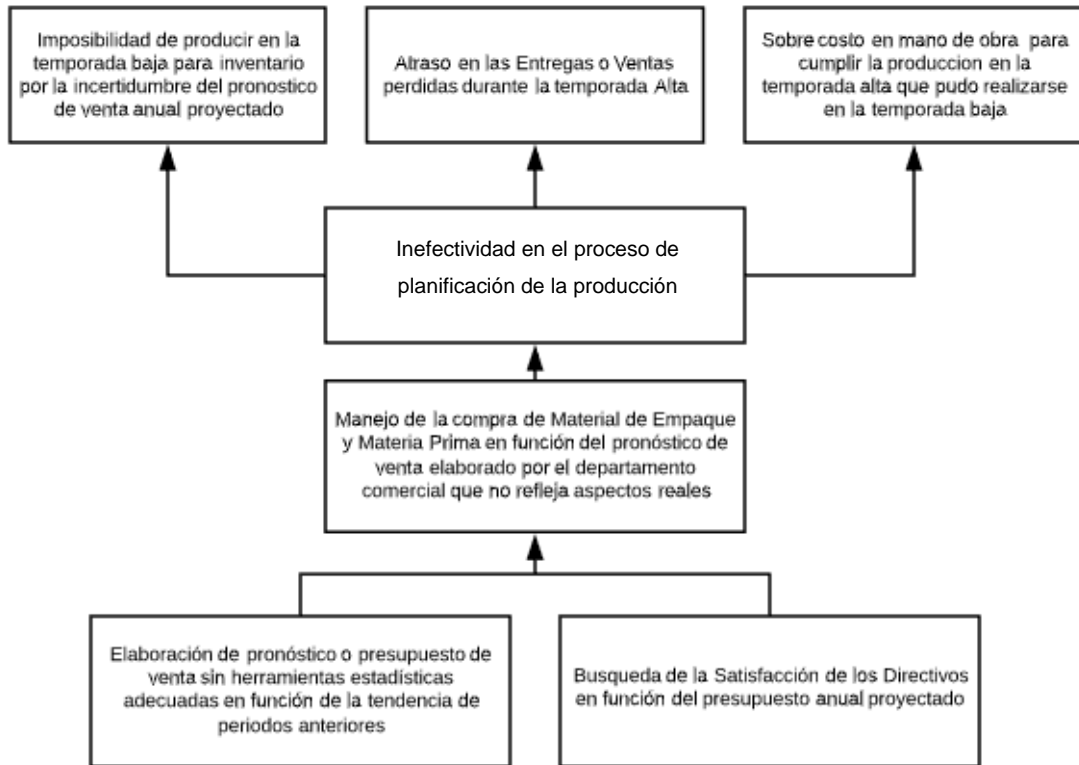 Imposibilidad de producir en la
temporada baja para inventario
por la incertidumbre del pronostico
de venta anual proyectado
Atraso en las Entregas o Ventas
perdidas durante la temporada Alta
Sobre costo en mano de obra para
cumplir la produccion en la
temporada alta que pudo realizarse
en la temporada baja
Inefectividad en el proceso de
planificación de la producción
Manejo de la compra de Material de Empaque
y Materia Prima en función del pronóstico de
venta elaborado por el departamento
comercial que no refleja aspectos reales
Elaboración de pronóstico o presupuesto de
venta sin herramientas estadísticas
adecuadas en función de la tendencia de
periodos anteriores
Busqueda de la Satisfacción de los Directivos
en función del presupuesto anual proyectado